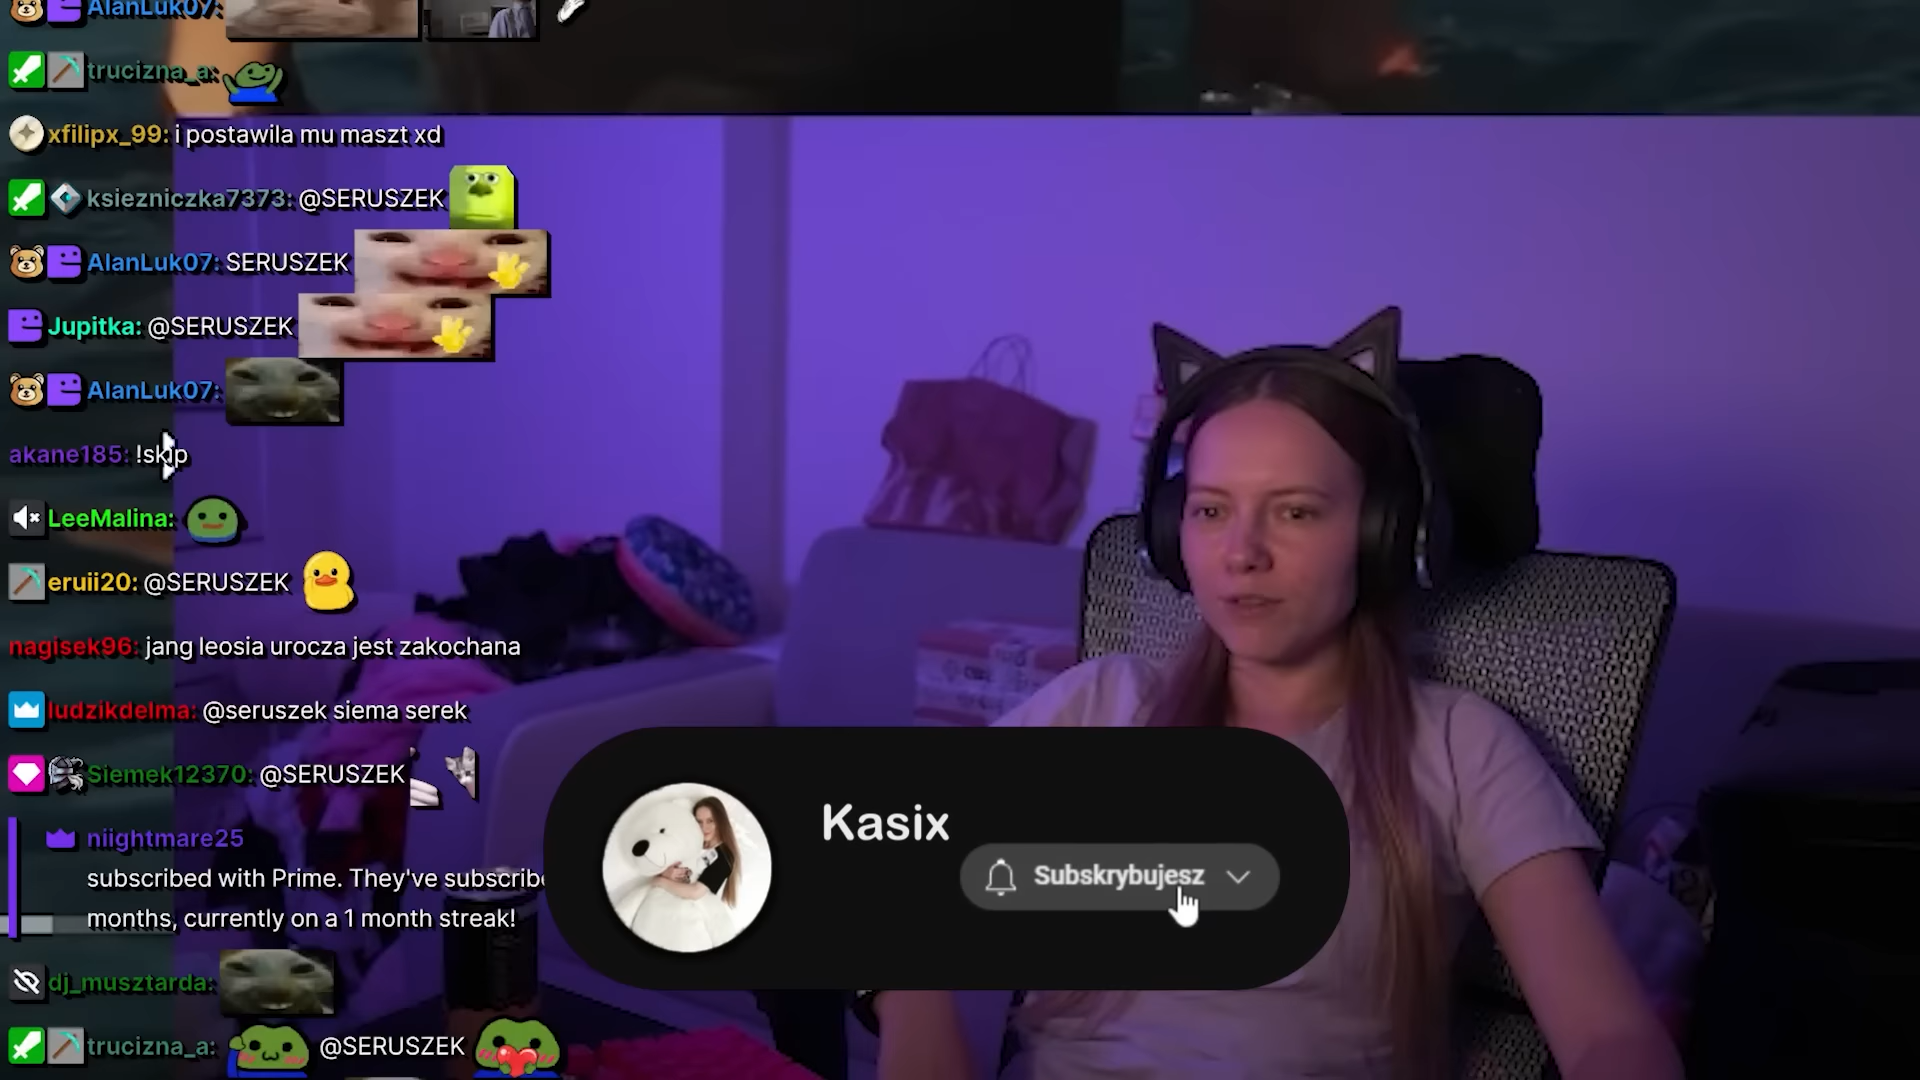 AlanLuk07:
trucizna_a:
xfilipx_99: i postawila mu maszt xd
ksiezniczka7373: @SERUSZEK
AlanLuk07: SERUSZEK
Jupitka: @SERUSZEK
AlanLuk07:
akane185: !skip
LeeMalina:
eruii20: @SERUSZEK
nagisek96: jang leosia urocza jest zakochana
ludzikdelma: @seruszek siema serek
Siemek12370: @SERUSZEK
niightmare25
subscribed with Prime. They've
months, currently on a 1 month streak!
dj_musztarda:
trucizna_a: @SERUSZEK
Kasix
Subskrybujesz